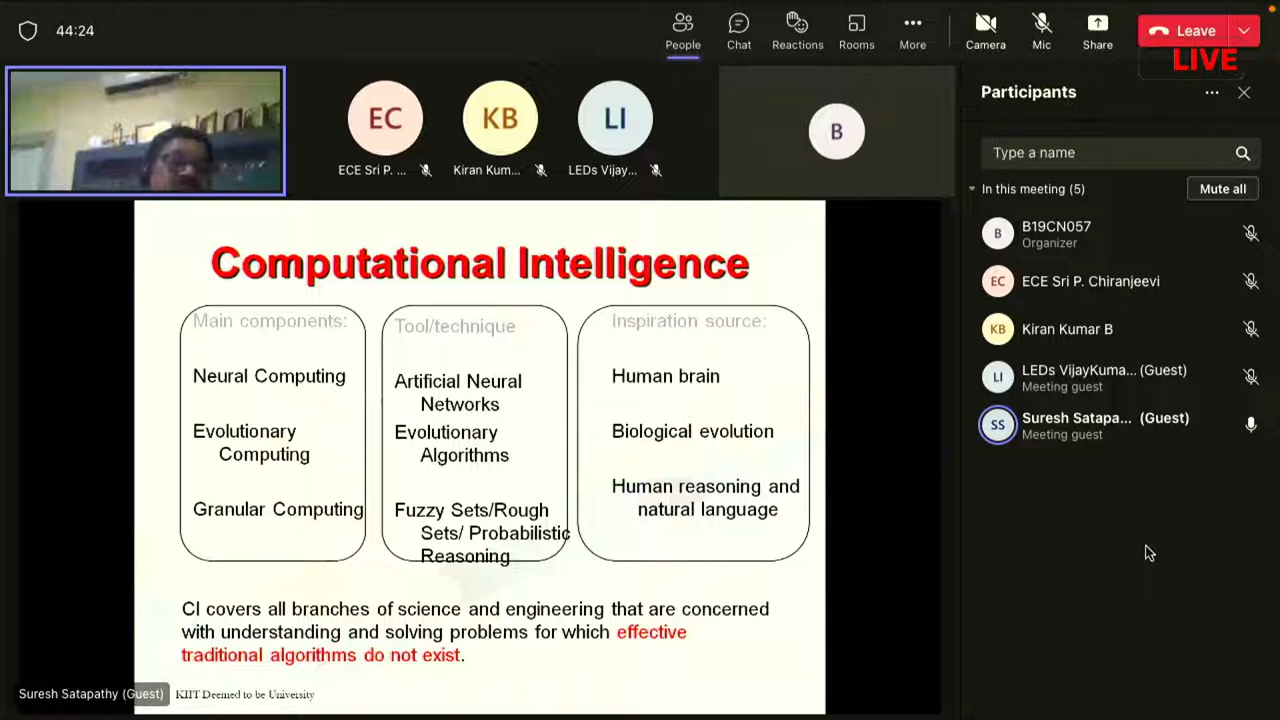 44:24
People
Chat
Reactions
Rooms
More
Camera
Mic
Share
Leave
LIVE
EC
KB
LI
B
ECE Sri P. ...
Kiran Kum...
LEDs Vijay...
Participants
Type a name
In this meeting (5)
Mute all
B
B19CN057
Organizer
EC
ECE Sri P. Chiranjeevi
KB
Kiran Kumar B
LI
LEDs VijayKuma... (Guest)
Meeting guest
SS
Suresh Satapa... (Guest)
Meeting guest
Computational Intelligence
Main components:
Neural Computing
Evolutionary
Computing
Granular Computing
Tool/technique
Artificial Neural
Networks
Evolutionary
Algorithms
Fuzzy Sets/Rough
Sets/ Probabilistic
Reasoning
Inspiration source:
Human brain
Biological evolution
Human reasoning and
natural language
CI covers all branches of science and engineering that are concerned
with understanding and solving problems for which effective
traditional algorithms do not exist.
Suresh Satapathy (Guest)
KIIT Deemed to be University